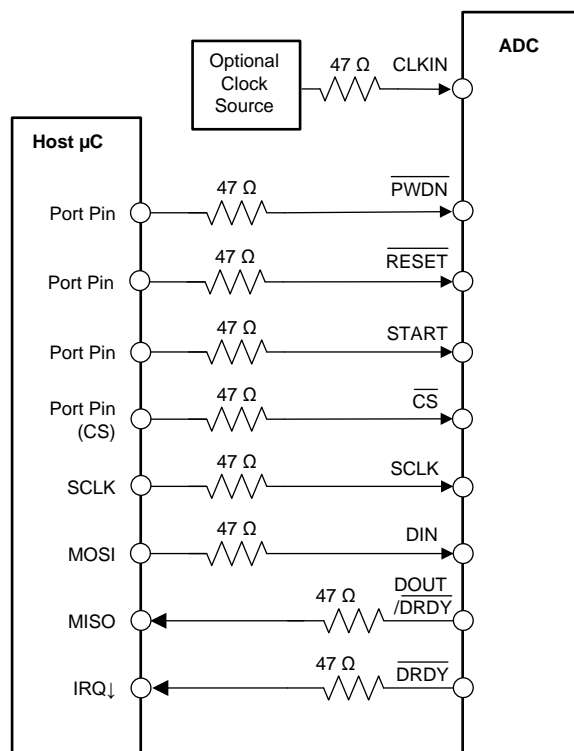 ADC
Optional
Clock
Source
47 Ω
CLKIN
Host µC
Port Pin
47 Ω
PWDN
Port Pin
47 Ω
RESET
Port Pin
47 Ω
START
Port Pin
(CS)
47 Ω
CS
SCLK
47 Ω
SCLK
MOSI
47 Ω
DIN
MISO
47 Ω
DOUT
/DRDY
IRQ↓
47 Ω
DRDY